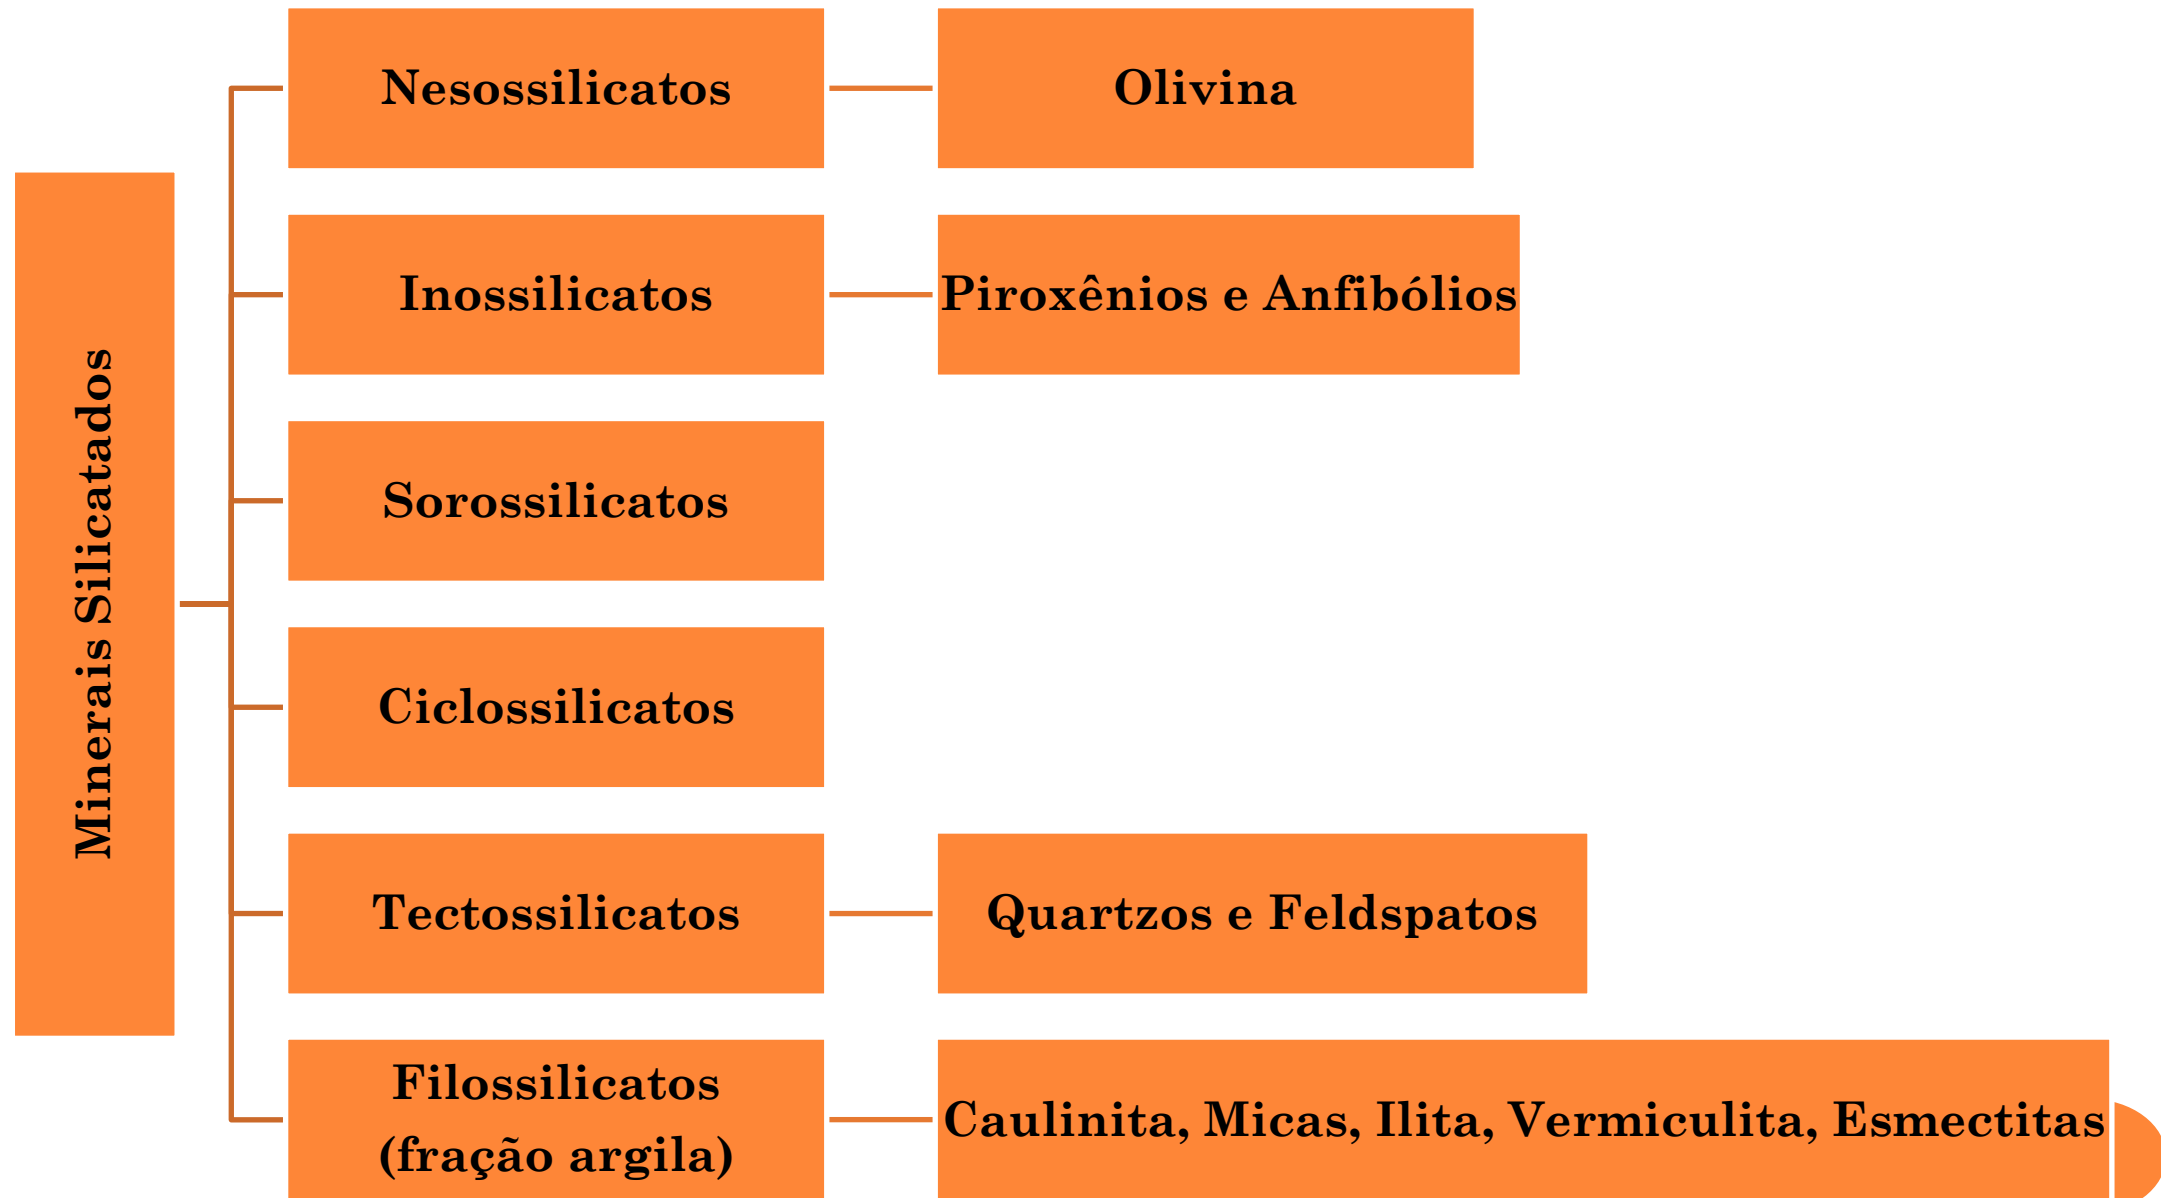 Minerais Silicatados
Nesossilicatos
Olivina
Inossilicatos
Piroxênios e Anfibólios
Sorossilicatos
Ciclossilicatos
Tectossilicatos
Quartzos e Feldspatos
Filossilicatos
(fração argila)
Caulinita, Micas, Ilita, Vermiculita, Esmectitas